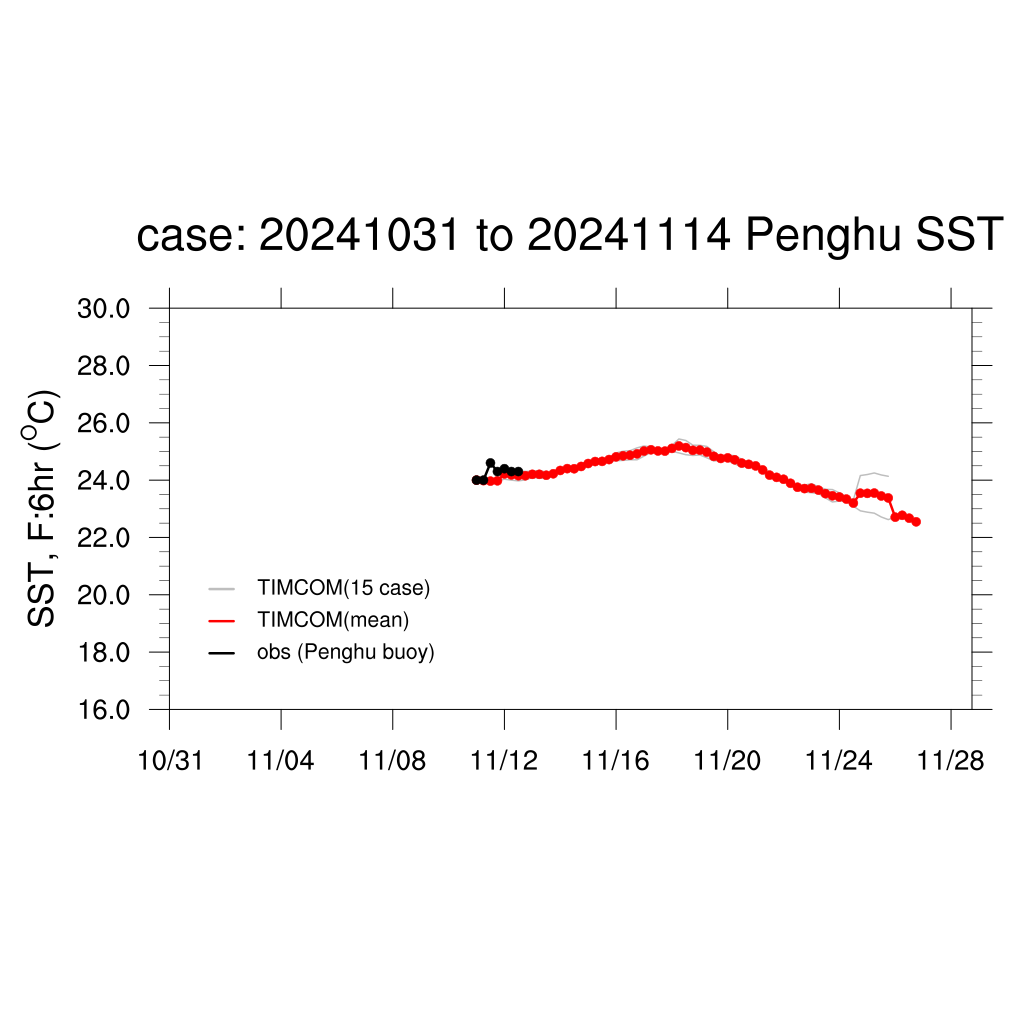 case: 20241031 to 20241114 Penghu SST
SST, F:6hr (°C)
30.0
28.0
26.0
24.0
22.0
20.0
18.0
16.0
TIMCOM(15 case)
TIMCOM(mean)
obs (Penghu buoy)
10/31 11/04 11/08 11/12 11/16 11/20 11/24 11/28